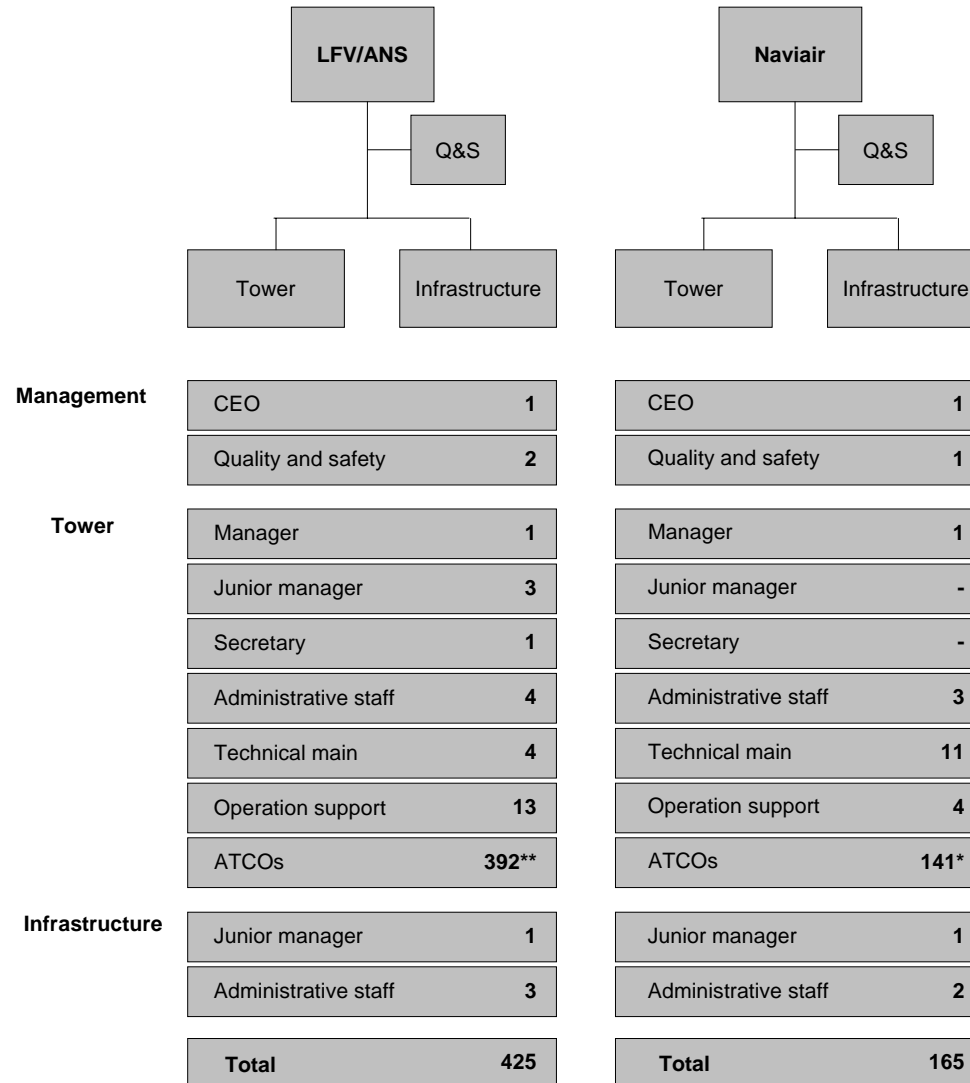 LFV/ANS
Naviair
Q&S
Q&S
Tower
Infrastructure
Tower
Infrastructure
Management
CEO 1
CEO 1
Quality and safety 2
Quality and safety 1
Tower
Manager 1
Manager 1
Junior manager 3
Junior manager -
Secretary 1
Secretary -
Administrative staff 4
Administrative staff 3
Technical main 4
Technical main 11
Operation support 13
Operation support 4
ATCOs 392**
ATCOs 141*
Infrastructure
Junior manager 1
Junior manager 1
Administrative staff 3
Administrative staff 2
Total 425
Total 165